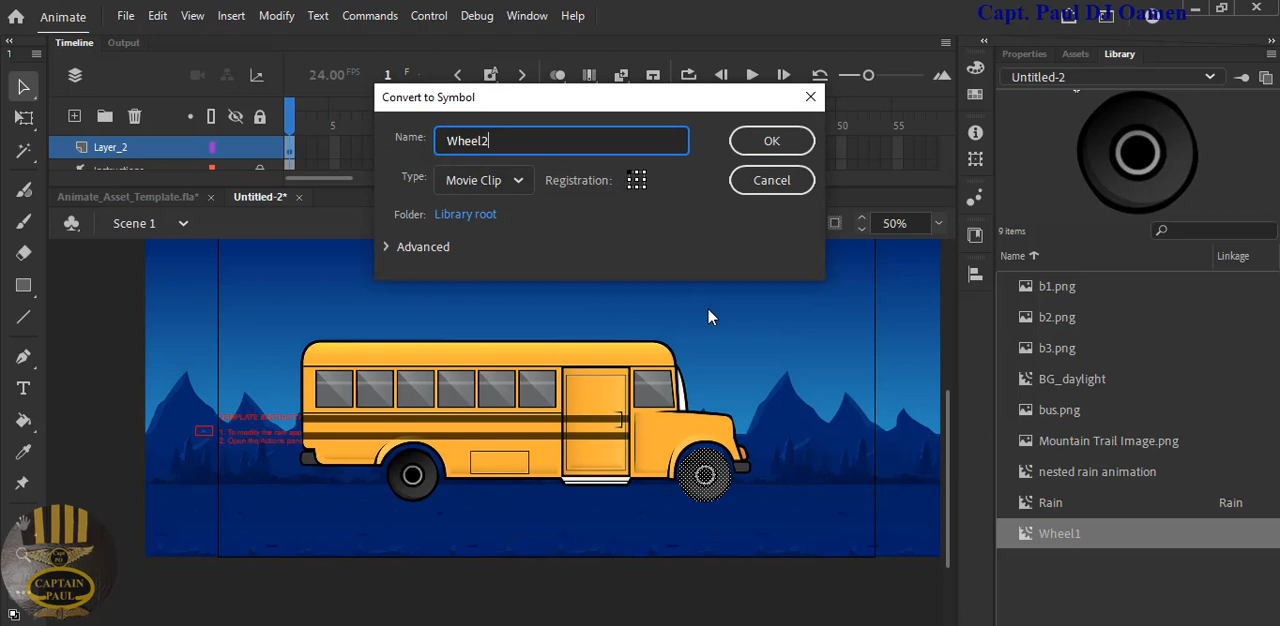 Animate File Edit View Insert Modify Text Commands Control Debug Window Help
Capt. Paul DJ Oamen
1
Timeline Output
Properties Assets Library
24.00 FPS 1 F
Untitled-2
Convert to Symbol
5 50 55
Name: Wheel2 OK
Layer_2
Type: Movie Clip Registration: Cancel
Animate_Asset_Template.fla* Untitled-2*
Folder: Library root
Scene 1 50%
Advanced
9 items
Name Linkage
b1.png
b2.png
b3.png
BG_daylight
bus.png
Mountain Trail Image.png
nested rain animation
Rain Rain
Wheel1
CAPTAIN
PAUL